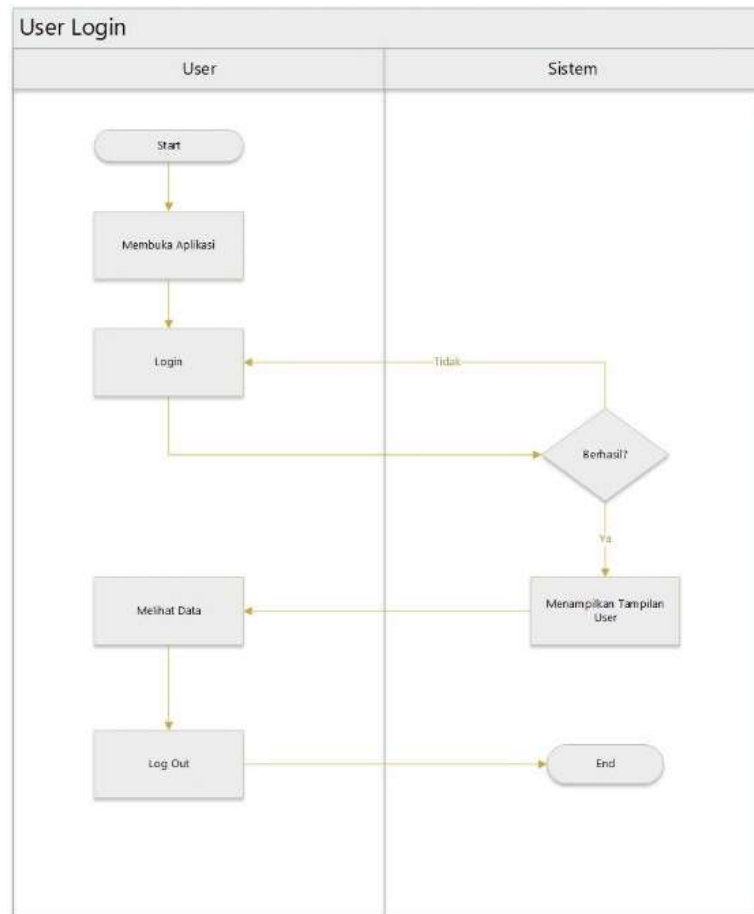 User Login
User
Sistem
Start
Membuka Aplikasi
Login
Tidak
Berhasil?
Ya
Melihat Data
Menampilkan Tampilan
User
Log Out
End